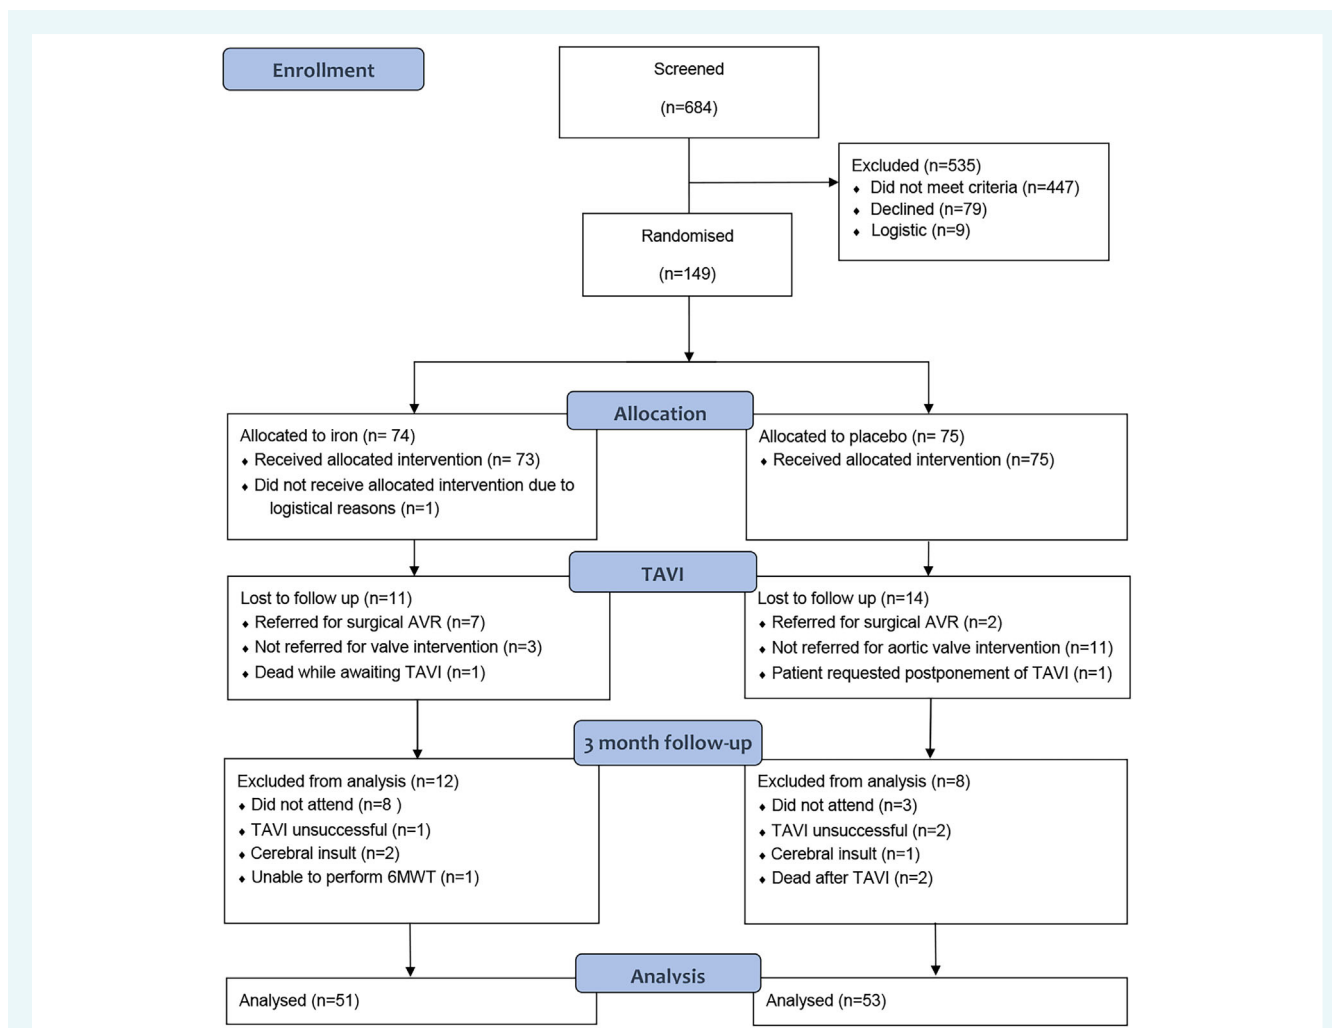 Enrollment
Screened
(n=684)
Excluded (n=535)
♦ Did not meet criteria (n=447)
♦ Declined (n=79)
♦ Logistic (n=9)
Randomised
(n=149)
Allocation
Allocated to iron (n= 74)
♦ Received allocated intervention (n= 73)
♦ Did not receive allocated intervention due to
logistical reasons (n=1)
Allocated to placebo (n= 75)
♦ Received allocated intervention (n=75)
TAVI
Lost to follow up (n=11)
♦ Referred for surgical AVR (n=7)
♦ Not referred for valve intervention (n=3)
♦ Dead while awaiting TAVI (n=1)
Lost to follow up (n=14)
♦ Referred for surgical AVR (n=2)
♦ Not referred for aortic valve intervention (n=11)
♦ Patient requested postponement of TAVI (n=1)
3 month follow-up
Excluded from analysis (n=12)
♦ Did not attend (n=8 )
♦ TAVI unsuccessful (n=1)
♦ Cerebral insult (n=2)
♦ Unable to perform 6MWT (n=1)
Excluded from analysis (n=8)
♦ Did not attend (n=3)
♦ TAVI unsuccessful (n=2)
♦ Cerebral insult (n=1)
♦ Dead after TAVI (n=2)
Analysis
Analysed (n=51)
Analysed (n=53)